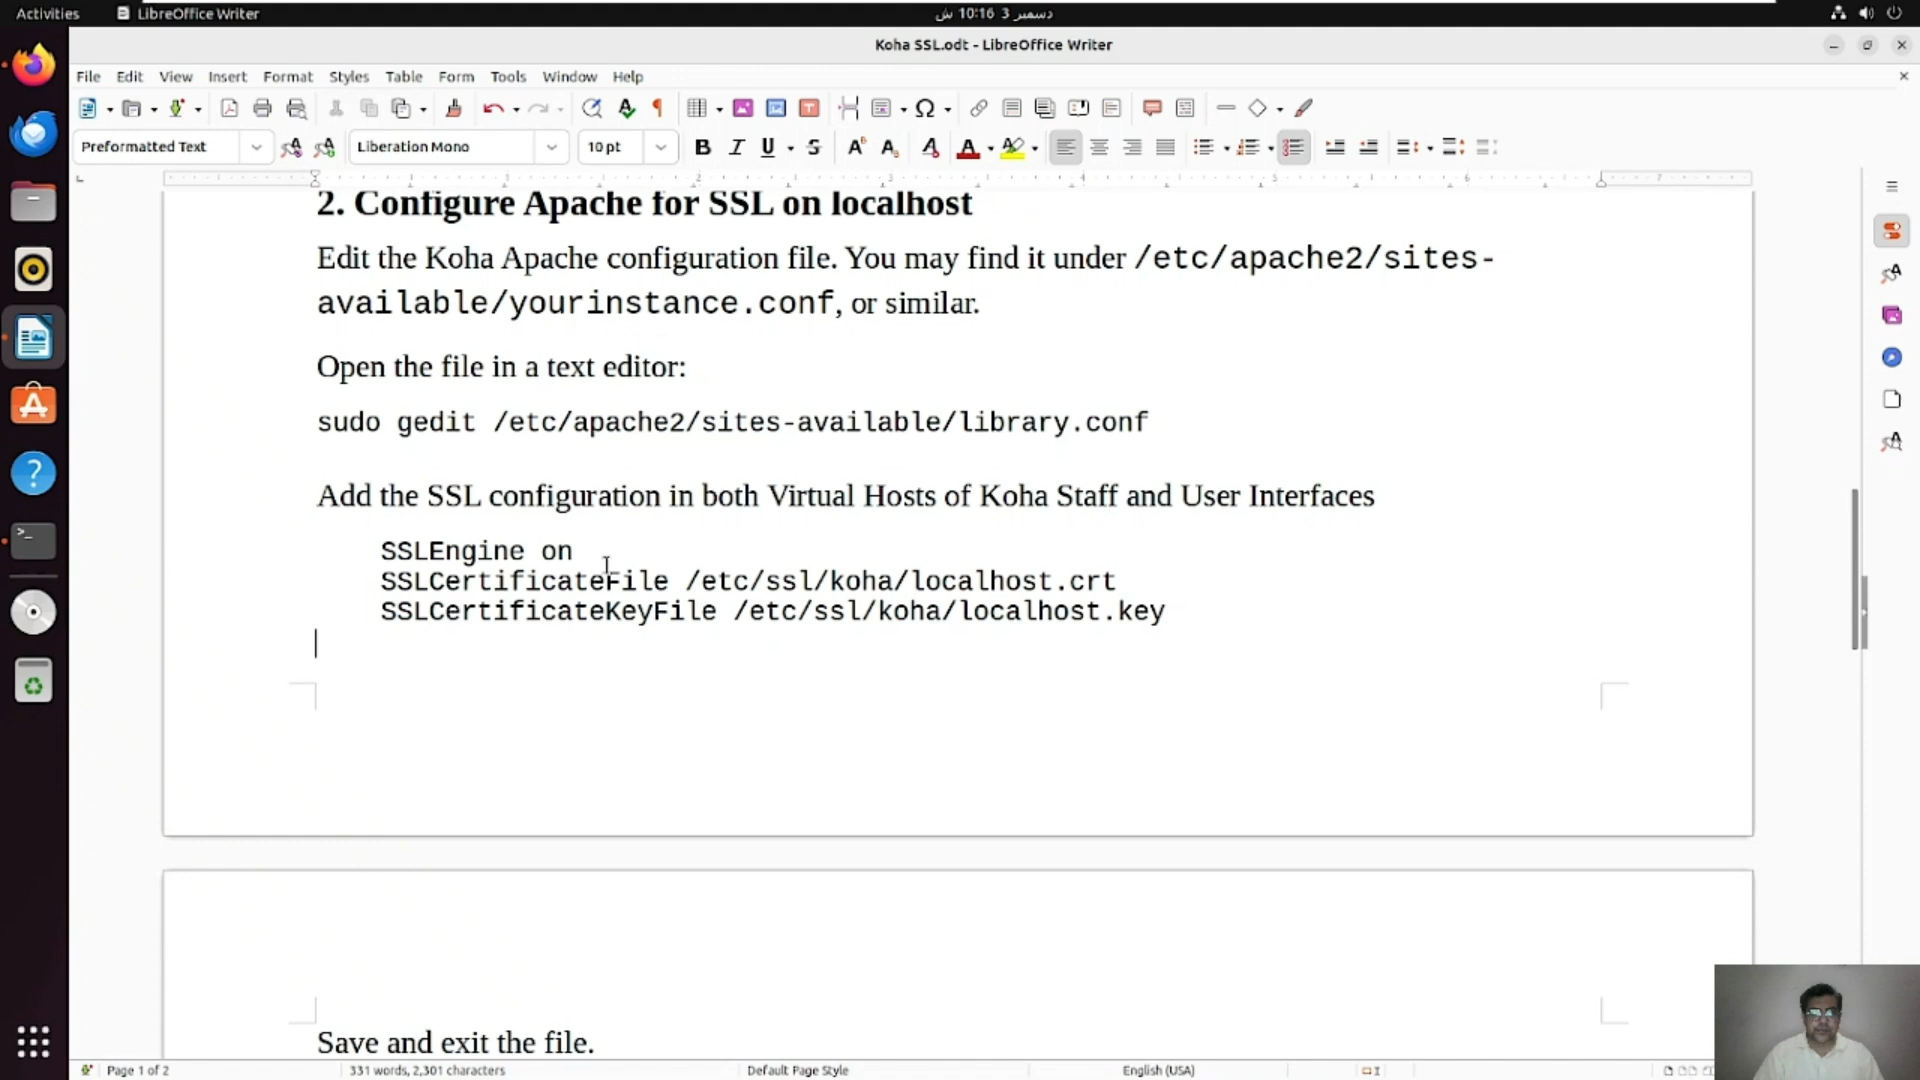 Activities
LibreOffice Writer
دسمبر 3 10:16 ش
Koha SSL.odt - LibreOffice Writer
File Edit View Insert Format Styles Table Form Tools Window Help
Preformatted Text
Liberation Mono
10 pt
2. Configure Apache for SSL on localhost
Edit the Koha Apache configuration file. You may find it under /etc/apache2/sites-
available/yourinstance.conf, or similar.
Open the file in a text editor:
sudo gedit /etc/apache2/sites-available/library.conf
Add the SSL configuration in both Virtual Hosts of Koha Staff and User Interfaces
SSLEngine on
SSLCertificateFile /etc/ssl/koha/localhost.crt
SSLCertificateKeyFile /etc/ssl/koha/localhost.key
Save and exit the file.
Page 1 of 2
331 words, 2,301 characters
Default Page Style
English (USA)